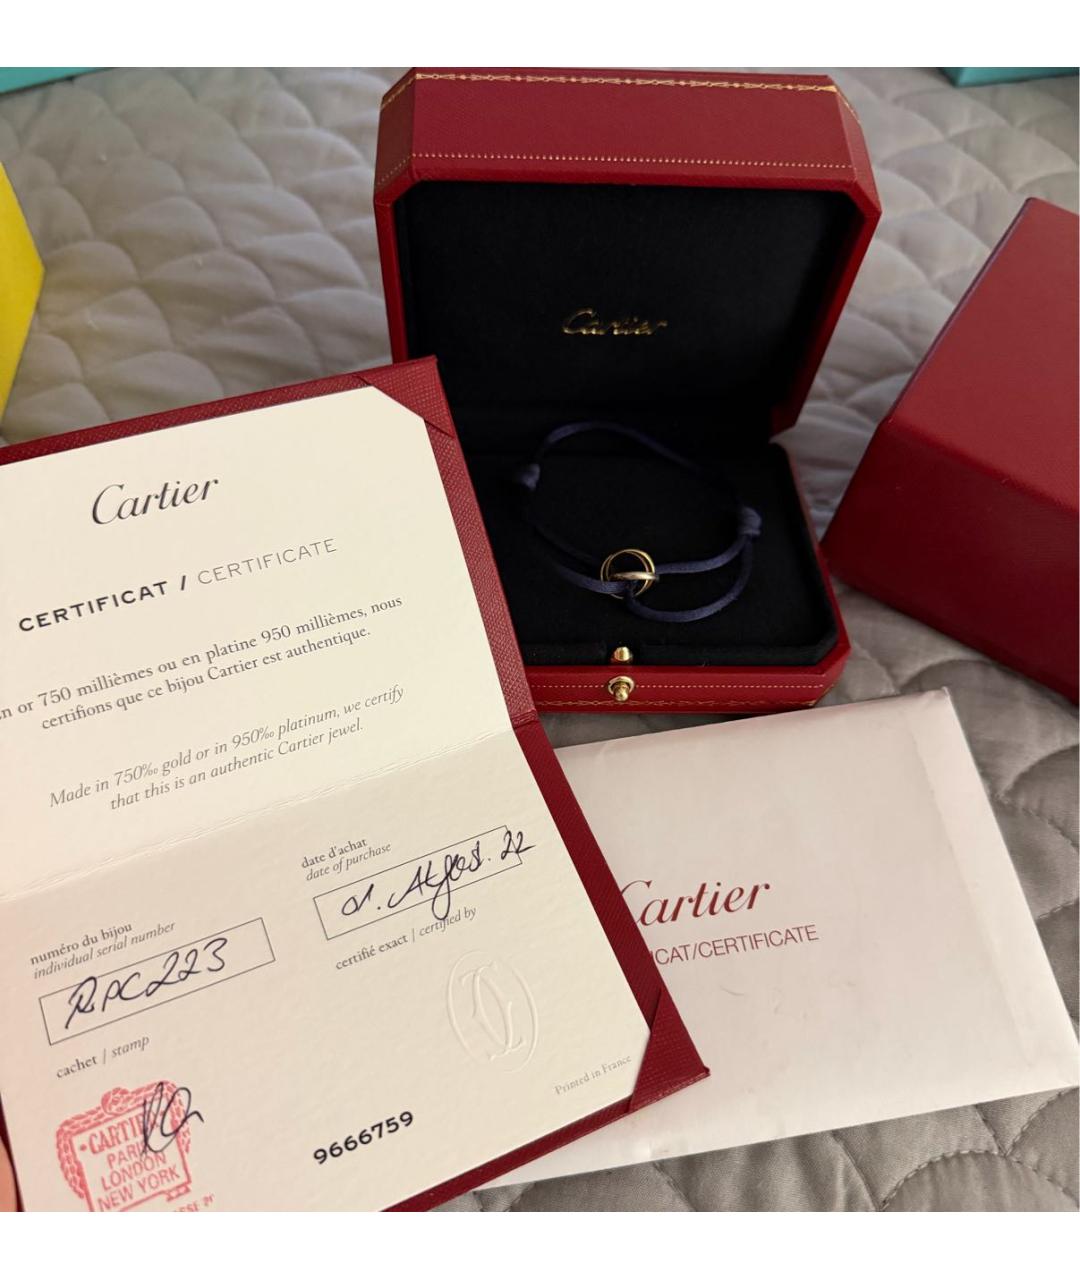 Cartier
Cartier
CERTIFICAT / CERTIFICATE
n or 750 millièmes ou en platine 950 millièmes, nous
certifions que ce bijou Cartier est authentique.
Made in 750‰ gold or in 950‰ platinum, we certify
that this is an authentic Cartier jewel.
date d'achat
date of purchase
22
numéro du bijou
individual serial number
certifié exact | certified by
cachet / stamp
Printed in France
9666759
CARTIE
PARIS
LONDON
NEW YORK
Cartier
ICAT/CERTIFICATE